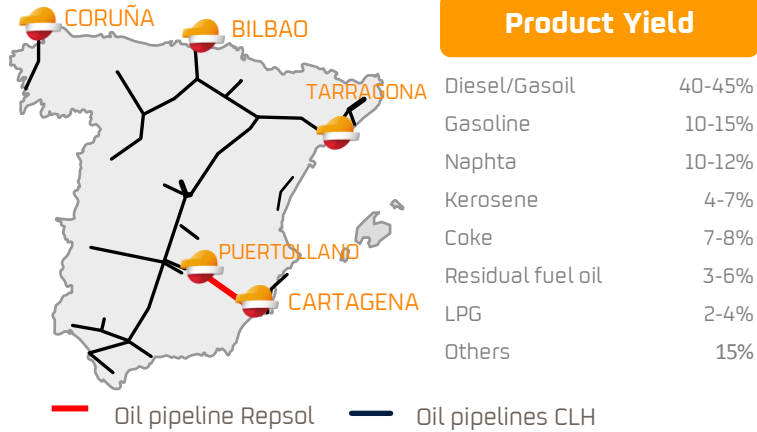 CORUÑA
BILBAO
TARRAGONA
PUERTOLLANO
CARTAGENA
Oil pipeline Repsol
Oil pipelines CLH
Product Yield
Diesel/Gasoil 40-45%
Gasoline 10-15%
Naphta 10-12%
Kerosene 4-7%
Coke 7-8%
Residual fuel oil 3-6%
LPG 2-4%
Others 15%